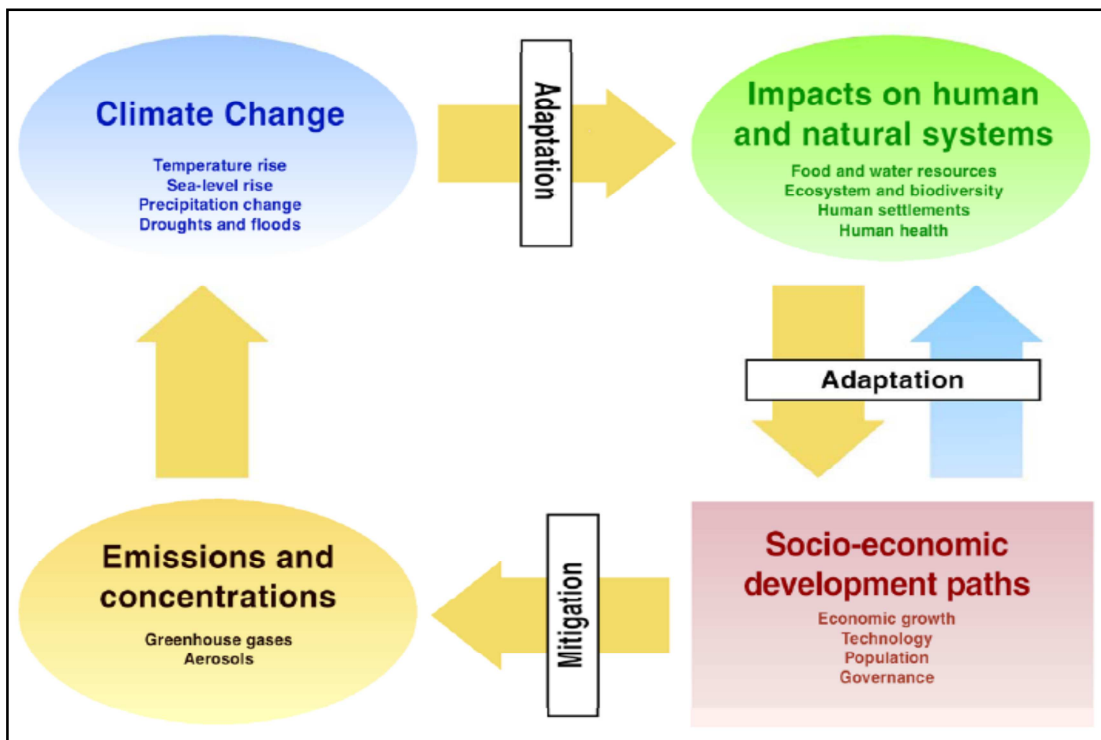 Climate Change
Temperature rise
Sea-level rise
Precipitation change
Droughts and floods
Adaptation
Impacts on human
and natural systems
Food and water resources
Ecosystem and biodiversity
Human settlements
Human health
Adaptation
Emissions and
concentrations
Greenhouse gases
Aerosols
Mitigation
Socio-economic
development paths
Economic growth
Technology
Population
Governance